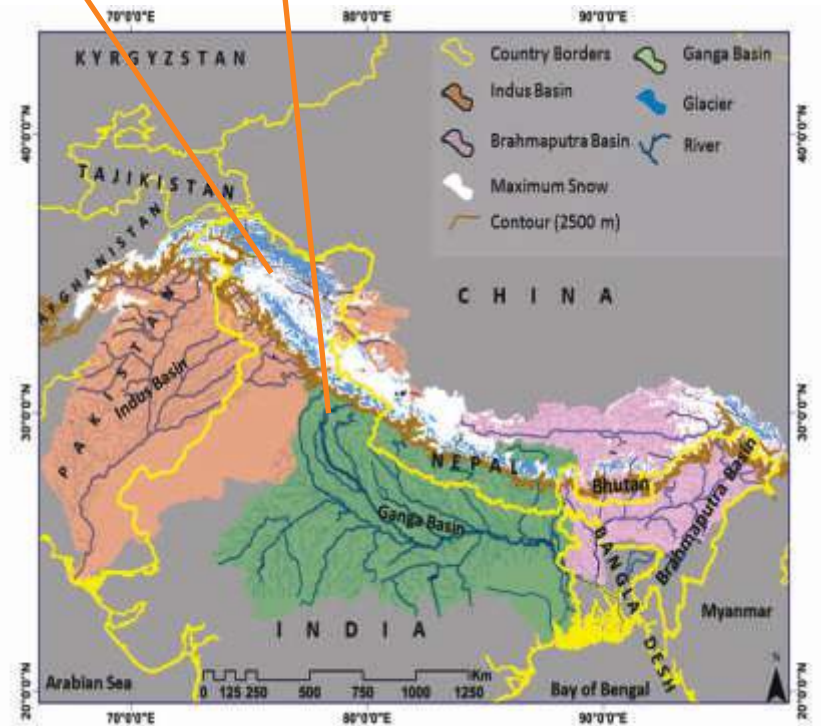 70°0'0"E 80°0'0"E 90°0'0"E
KYRGYZSTAN
Country Borders
Ganga Basin
Indus Basin
Glacier
Brahmaputra Basin
River
Maximum Snow
Contour (2500 m)
40°0'0"N
40°0'0"N
TAJIKISTAN
AFGHANISTAN
CHINA
PAKISTAN
Indus Basin
30°0'0"N
30°0'0"N
NEPAL
Bhutan
Brahmaputra Basin
Ganga Basin
BANGLA DESH
INDIA
Myanmar
Arabian Sea
Km
0 125 250 500 750 1000 1250
Bay of Bengal
N
20°0'0"N
20°0'0"N
70°0'0"E 80°0'0"E 90°0'0"E